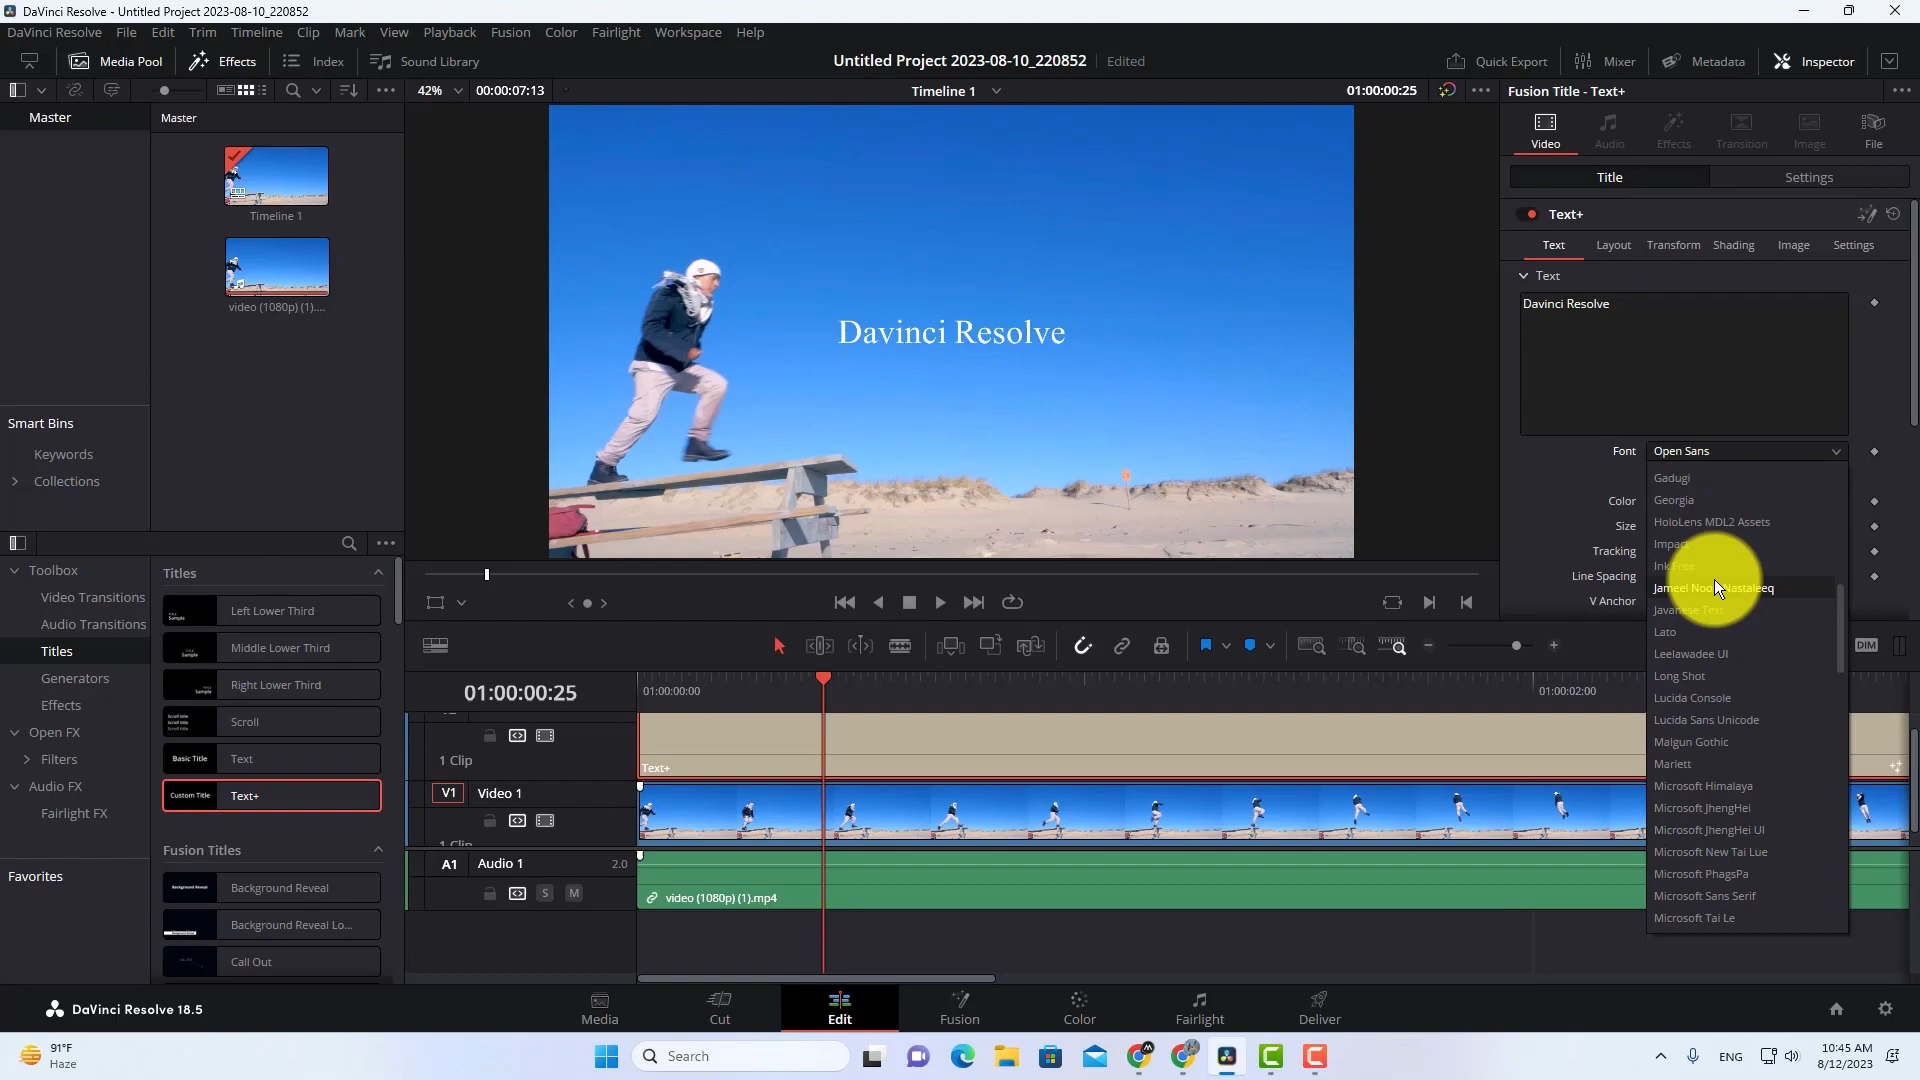 DaVinci Resolve - Untitled Project 2023-08-10_220852
DaVinci Resolve File Edit Trim Timeline Clip Mark View Playback Fusion Color Fairlight Workspace Help
Media Pool Effects Index Sound Library
Untitled Project 2023-08-10_220852 Edited
Quick Export Mixer Metadata Inspector
42% 00:00:07:13 Timeline 1 01:00:00:25
Fusion Title - Text+
Master
Master
Timeline 1
video (1080p) (1)....
Smart Bins
Keywords
Collections
Davinci Resolve
Video Audio Effects Transition Image File
Title Settings
Text+
Text Layout Transform Shading Image Settings
Text
Davinci Resolve
Font Open Sans
Color
Size
Tracking
Line Spacing
V Anchor
Gadugi
Georgia
HoloLens MDL2 Assets
Impact
Ink Free
Jameel Noori Nastaleeq
Javanese Text
Lato
Leelawadee UI
Long Shot
Lucida Console
Lucida Sans Unicode
Malgun Gothic
Marlett
Microsoft Himalaya
Microsoft JhengHei
Microsoft JhengHei UI
Microsoft New Tai Lue
Microsoft PhagsPa
Microsoft Sans Serif
Microsoft Tai Le
Toolbox
Video Transitions
Audio Transitions
Titles
Generators
Effects
Open FX
Filters
Audio FX
Fairlight FX
Favorites
Titles
Left Lower Third
Middle Lower Third
Right Lower Third
Scroll
Basic Title Text
Custom Title Text+
Fusion Titles
Background Reveal Background Reveal
Background Reveal Lo...
Call Out
DIM
01:00:00:25 01:00:00:00 01:00:02:00
1 Clip
Text+
V1 Video 1
1 Clip
A1 Audio 1 2.0
S M
video (1080p) (1).mp4
DaVinci Resolve 18.5
Media Cut Edit Fusion Color Fairlight Deliver
91°F
Haze
Search
ENG
10:45 AM
8/12/2023